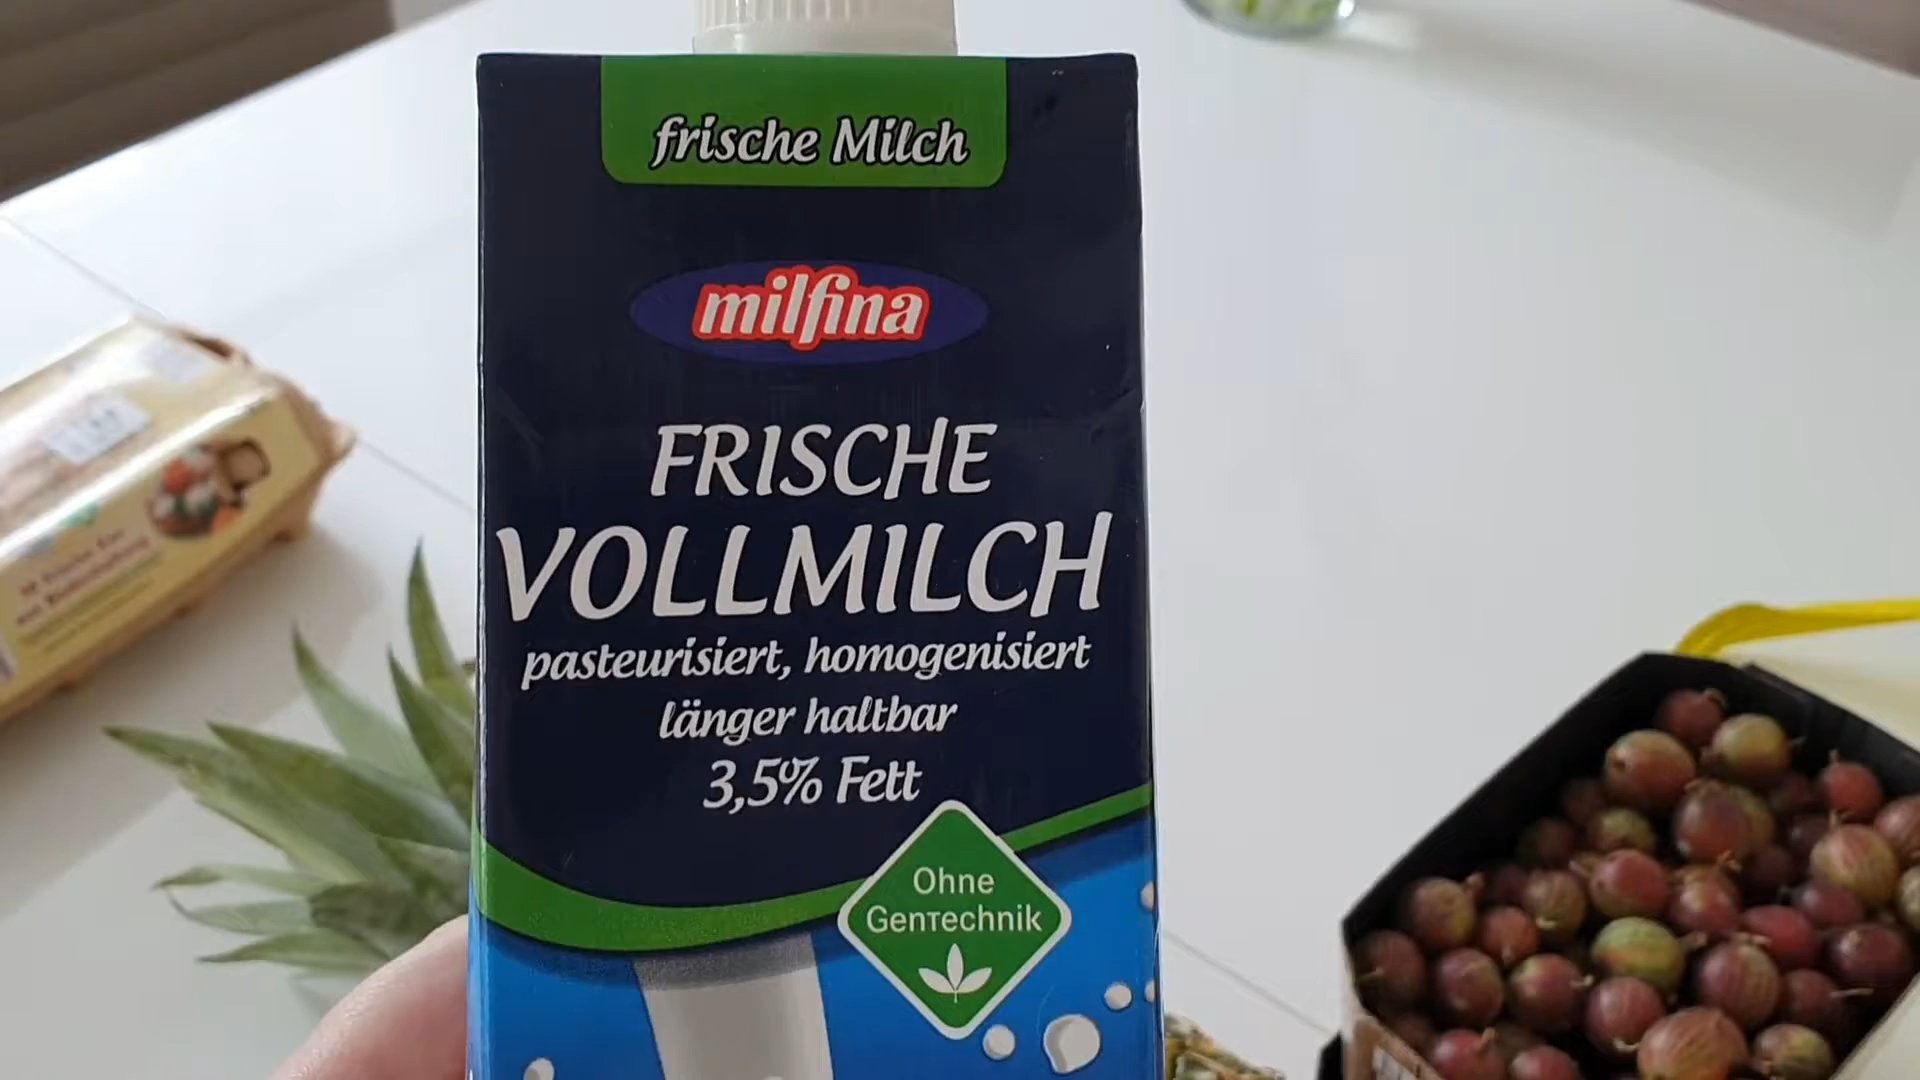 frische Milch
milfina
FRISCHE
VOLLMILCH
pasteurisiert, homogenisiert
länger haltbar
3,5% Fett
Ohne
GenTechnik